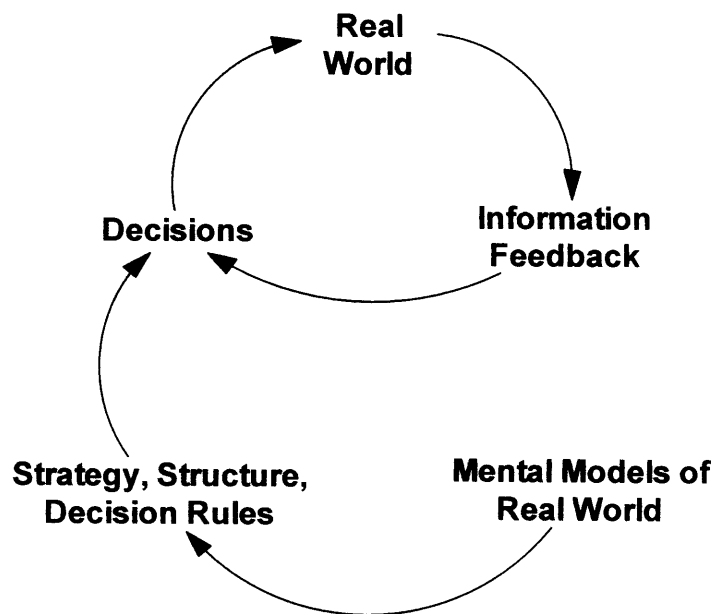 Real
World
Decisions
Information
Feedback
Strategy, Structure,
Decision Rules
Mental Models of
Real World